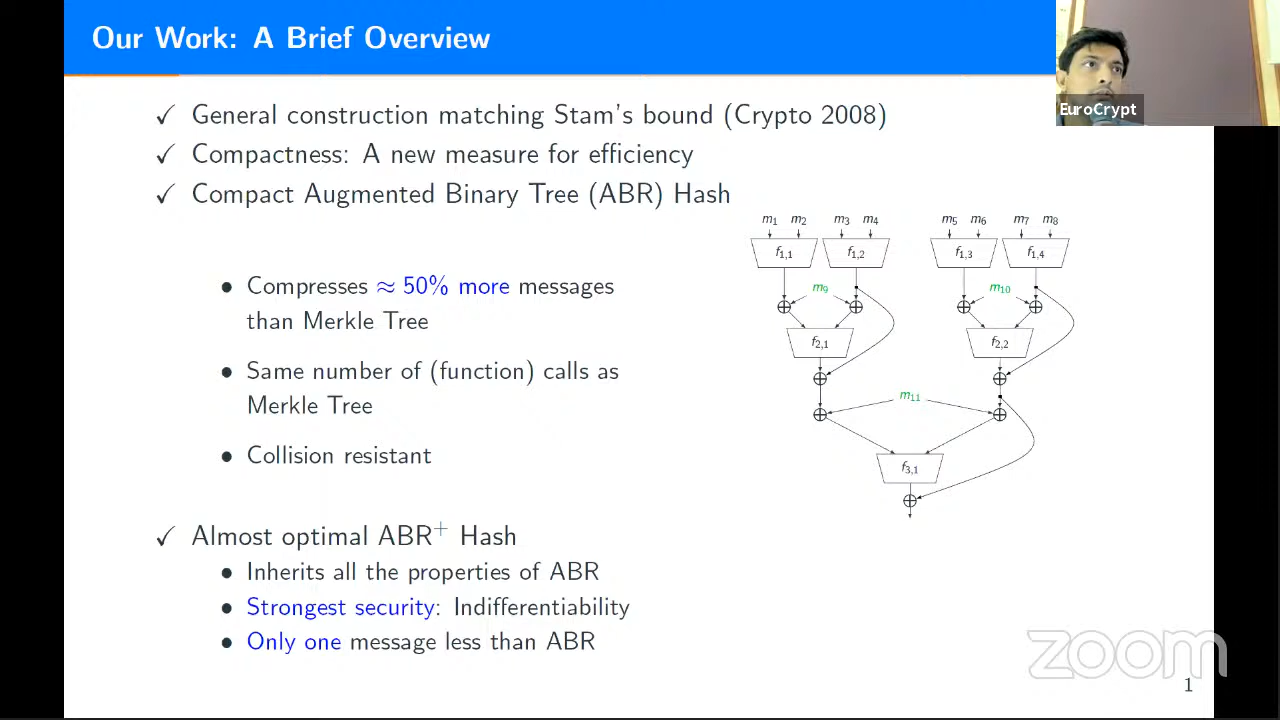 Our Work: A Brief Overview
EuroCrypt
✓ General construction matching Stam's bound (Crypto 2008)
✓ Compactness: A new measure for efficiency
✓ Compact Augmented Binary Tree (ABR) Hash
m1 m2 m3 m4 m5 m6 m7 m8
f1,1 f1,2 f1,3 f1,4
m9 m10
f2,1 f2,2
m11
f3,1
• Compresses ≈ 50% more messages
than Merkle Tree
• Same number of (function) calls as
Merkle Tree
• Collision resistant
✓ Almost optimal ABR+ Hash
• Inherits all the properties of ABR
• Strongest security: Indifferentiability
• Only one message less than ABR
zoom
1